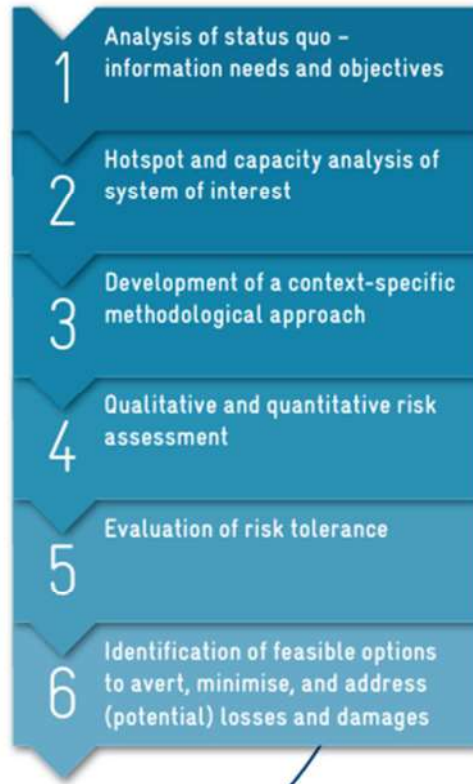 1
Analysis of status quo –
information needs and objectives
2
Hotspot and capacity analysis of
system of interest
3
Development of a context-specific
methodological approach
4
Qualitative and quantitative risk
assessment
5
Evaluation of risk tolerance
6
Identification of feasible options
to avert, minimise, and address
(potential) losses and damages